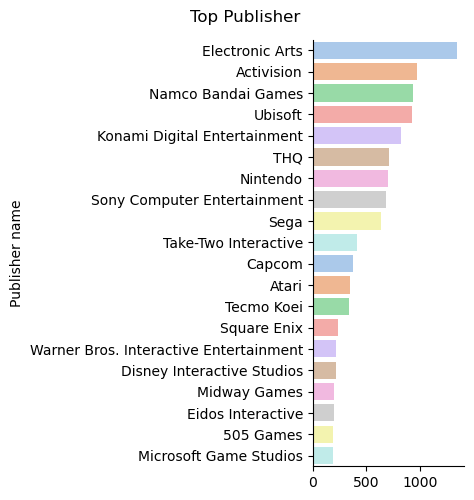 Top Publisher
Publisher name
Electronic Arts
Activision
Namco Bandai Games
Ubisoft
Konami Digital Entertainment
THQ
Nintendo
Sony Computer Entertainment
Sega
Take-Two Interactive
Capcom
Atari
Tecmo Koei
Square Enix
Warner Bros. Interactive Entertainment
Disney Interactive Studios
Midway Games
Eidos Interactive
505 Games
Microsoft Game Studios
0 500 1000